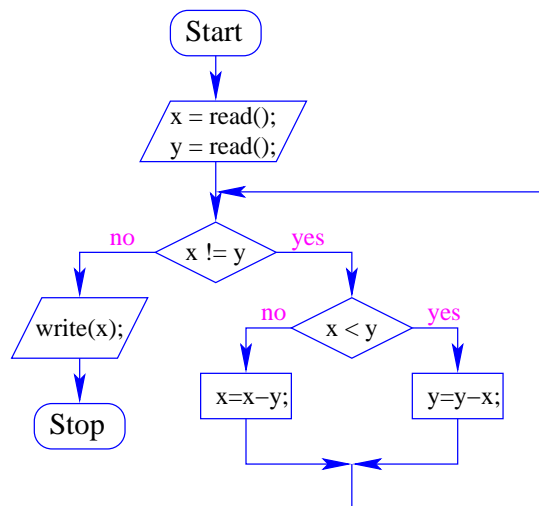 Start
x = read();
y = read();
no
yes
x != y
no
yes
write(x);
x < y
x=x−y;
y=y−x;
Stop